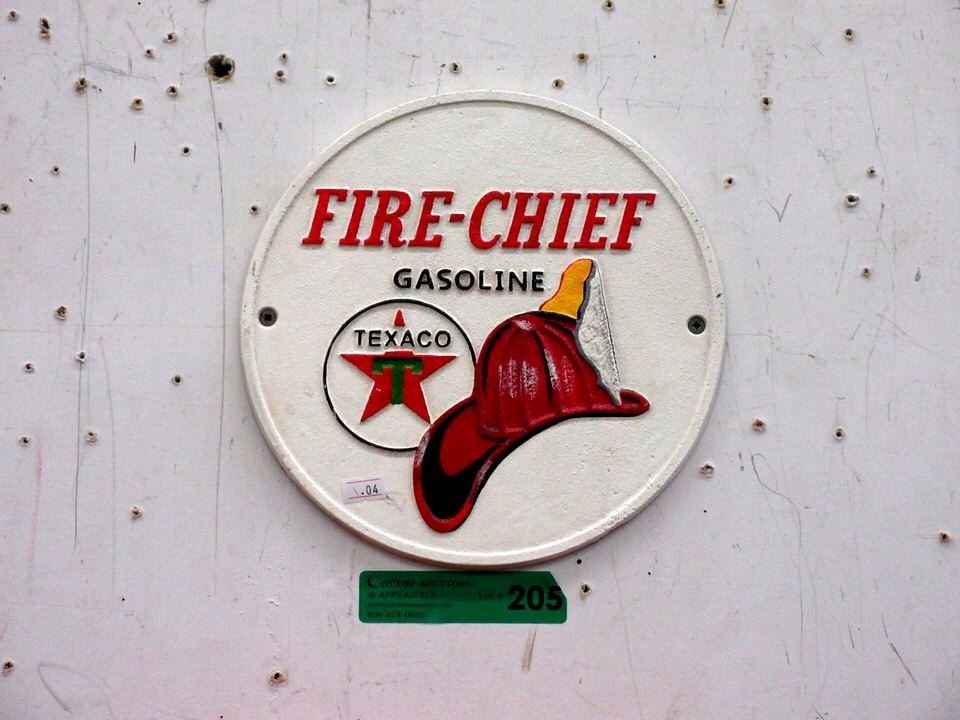 FIRE-CHIEF
GASOLINE
TEXACO
T
.04
COTTON AUCTIONS
& APPRAISALS
Lot # 205